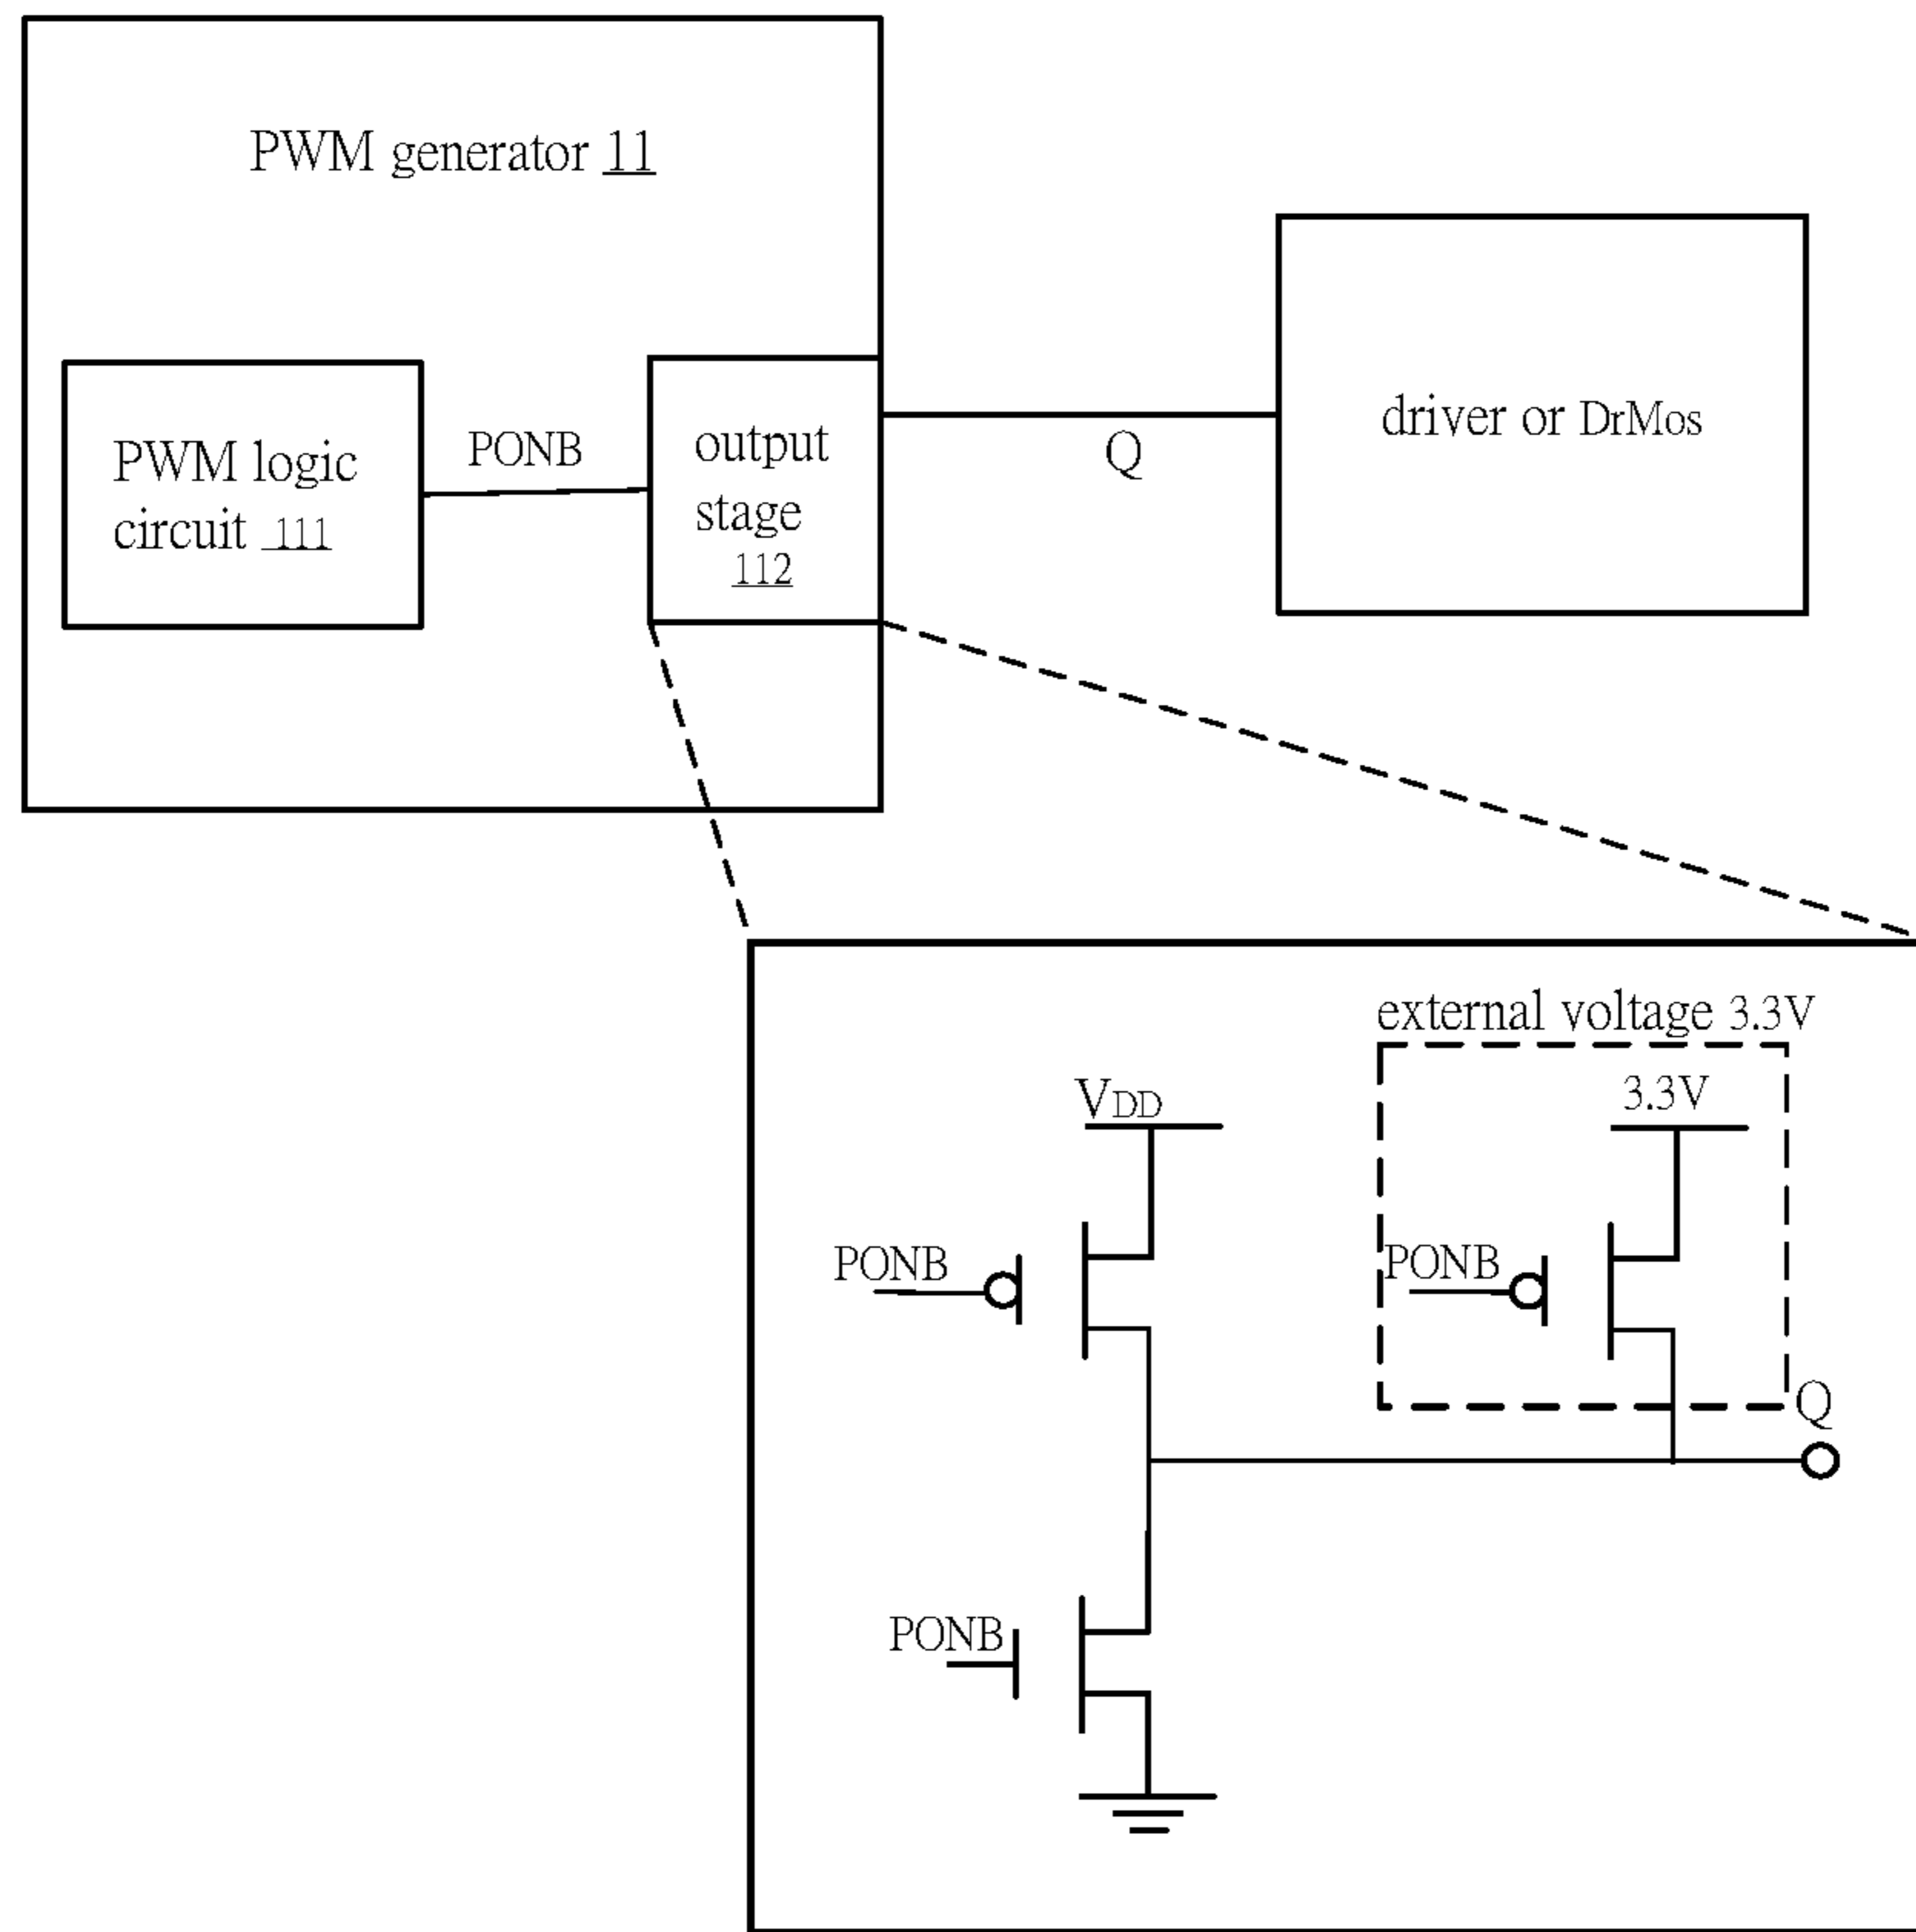 PWM generator 11
PWM logic
circuit 111
PONB
output
stage
112
Q
driver or DrMos
external voltage 3.3V
VDD
3.3V
PONB
PONB
Q
PONB